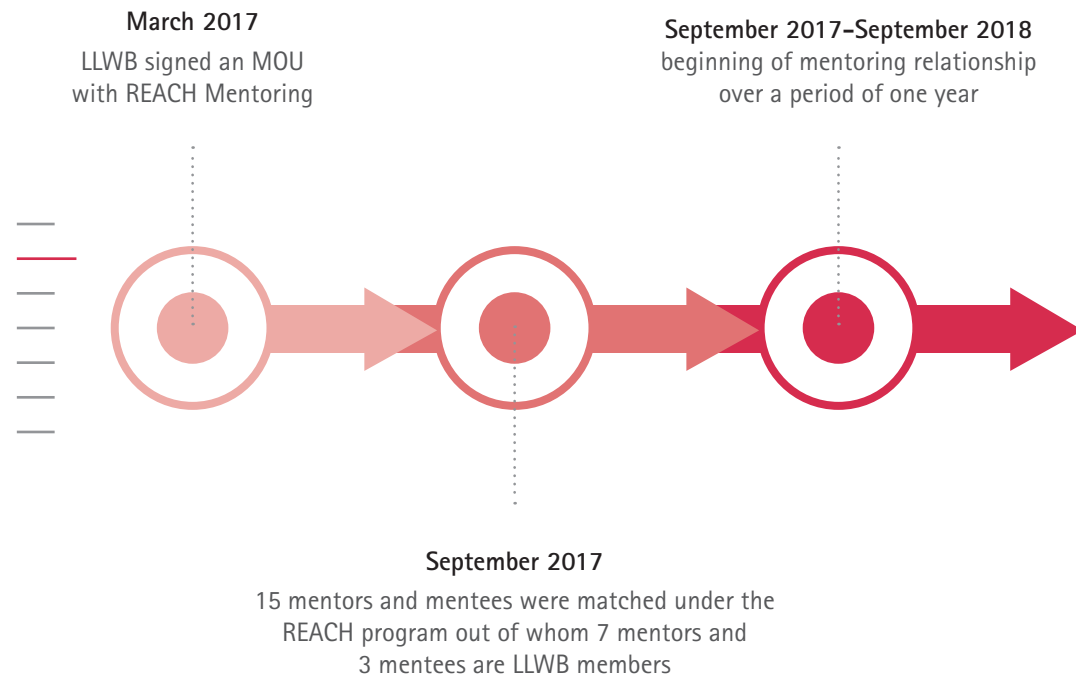 March 2017
LLWB signed an MOU
with REACH Mentoring
September 2017
15 mentors and mentees were matched under the
REACH program out of whom 7 mentors and
3 mentees are LLWB members
September 2017–September 2018
beginning of mentoring relationship
over a period of one year